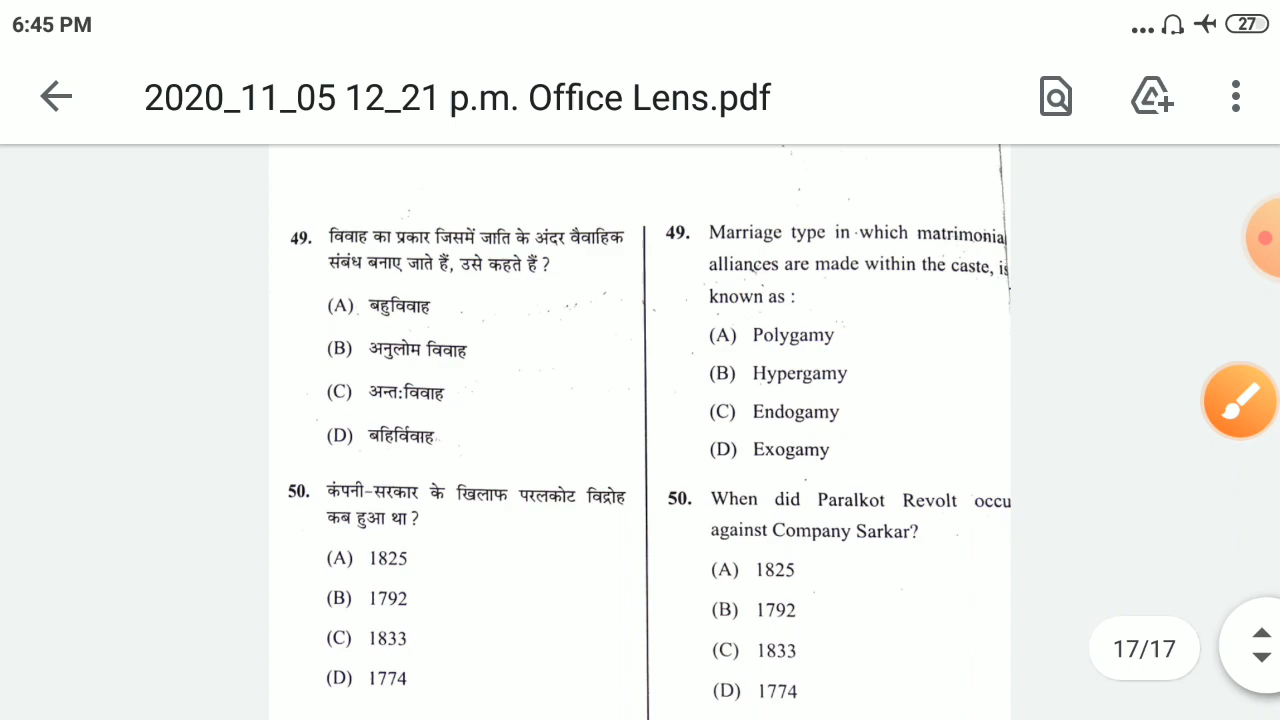 6:45 PM
27
2020_11_05 12_21 p.m. Office Lens.pdf
49. विवाह का प्रकार जिसमें जाति के अंदर वैवाहिक
संबंध बनाए जाते हैं, उसे कहते हैं ?
(A) बहुविवाह
(B) अनुलोम विवाह
(C) अन्त:विवाह
(D) बहिर्विवाह
50. कंपनी-सरकार के खिलाफ परलकोट विद्रोह
कब हुआ था ?
(A) 1825
(B) 1792
(C) 1833
(D) 1774
49. Marriage type in which matrimonia
alliances are made within the caste, is
known as :
(A) Polygamy
(B) Hypergamy
(C) Endogamy
(D) Exogamy
50. When did Paralkot Revolt occu
against Company Sarkar?
(A) 1825
(B) 1792
(C) 1833
(D) 1774
17/17